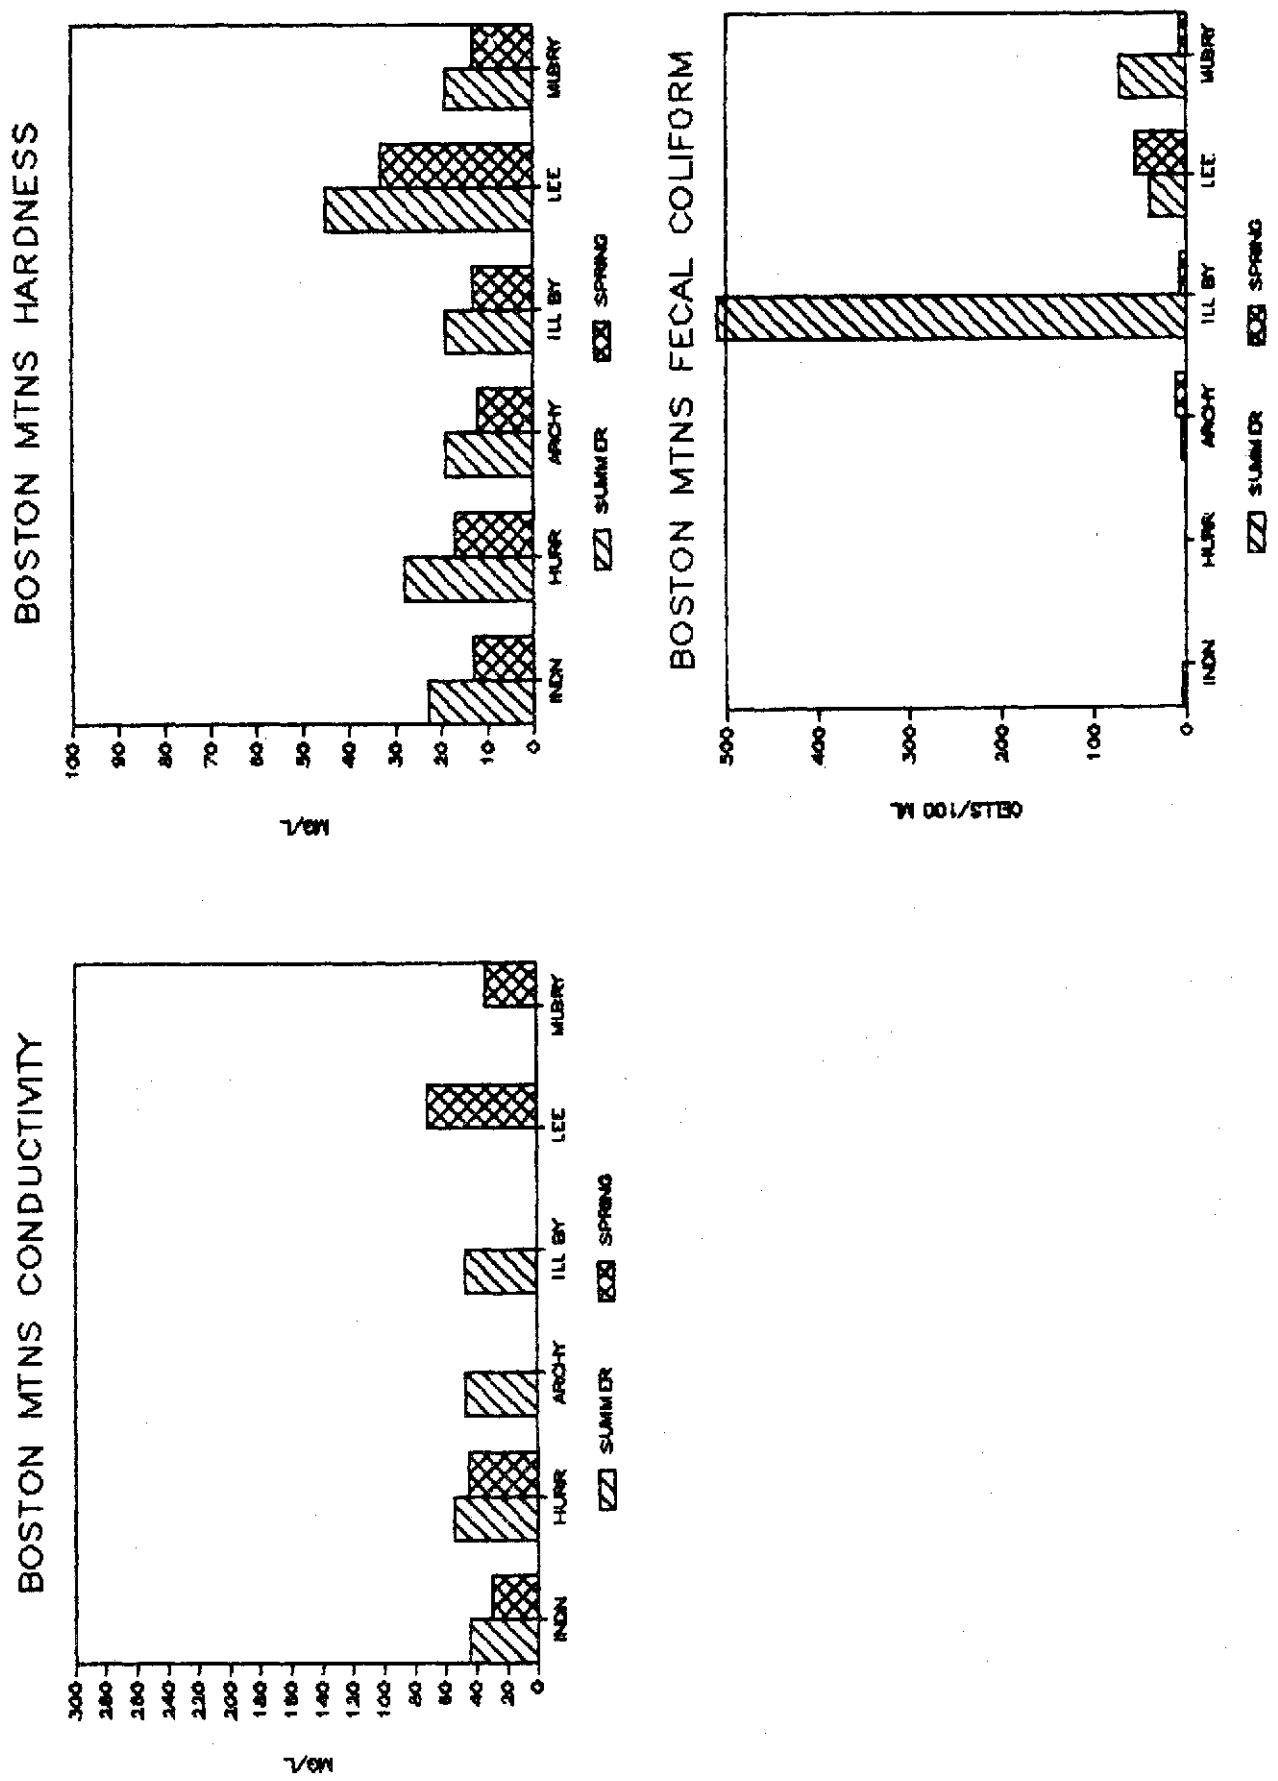 BOSTON MTNS CONDUCTIVITY
MG/L
300
280
260
240
220
200
180
160
140
120
100
80
60
40
20
0
INDN HURR ARCHY ILL BY LEE MLBRY
SUMMER SPRING
BOSTON MTNS HARDNESS
MG/L
100
90
80
70
60
50
40
30
20
10
0
INDN HURR ARCHY ILL BY LEE MLBRY
SUMMER SPRING
BOSTON MTNS FECAL COLIFORM
CELLS/100 ML
500
400
300
200
100
0
INDN HURR ARCHY ILL BY LEE MLBRY
SUMMER SPRING